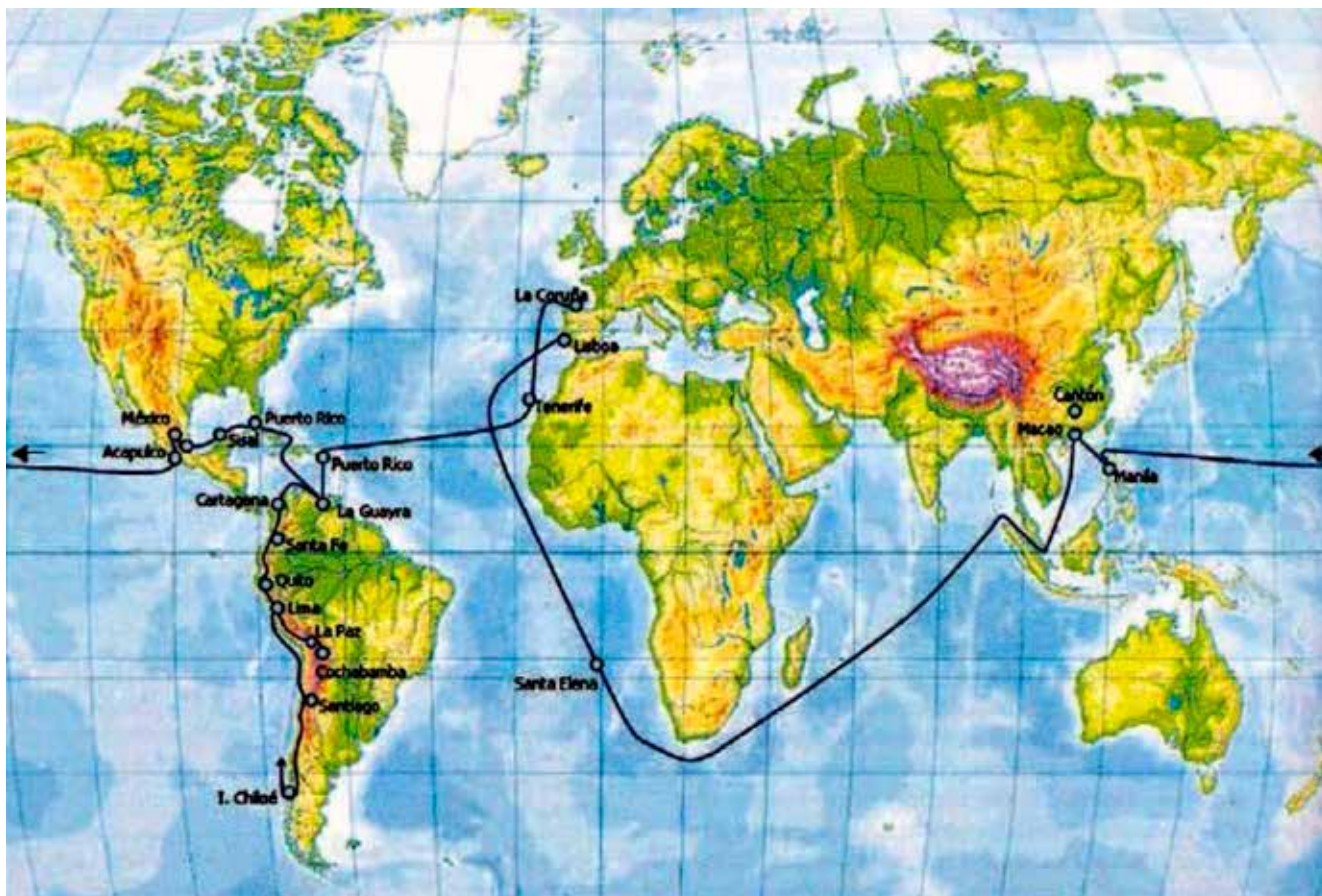 La Coruña
Lisboa
Tenerife
Cantón
Macao
Manila
México
Puerto Rico
Sisal
Acapulco
Puerto Rico
Cartagena
La Guayra
Santa Fe
Quito
Lima
La Paz
Cochabamba
Santa Elena
Santiago
I. Chiloé